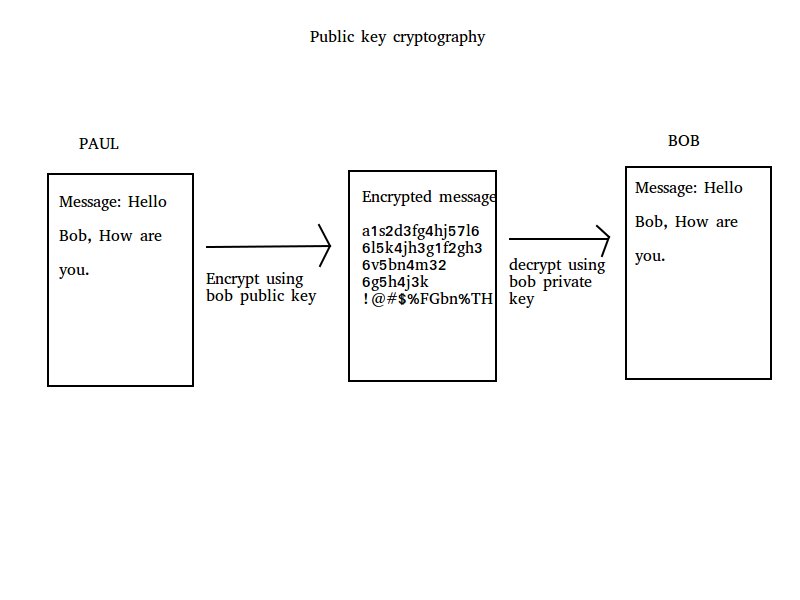 Public key cryptography
PAUL
BOB
Message: Hello
Bob, How are
you.
Encrypt using
bob public key
Encrypted message
a1s2d3fg4hj57l6
6l5k4jh3g1f2gh3
6v5bn4m32
6g5h4j3k
!@#$%FGbn%TH
decrypt using
bob private
key
Message: Hello
Bob, How are
you.